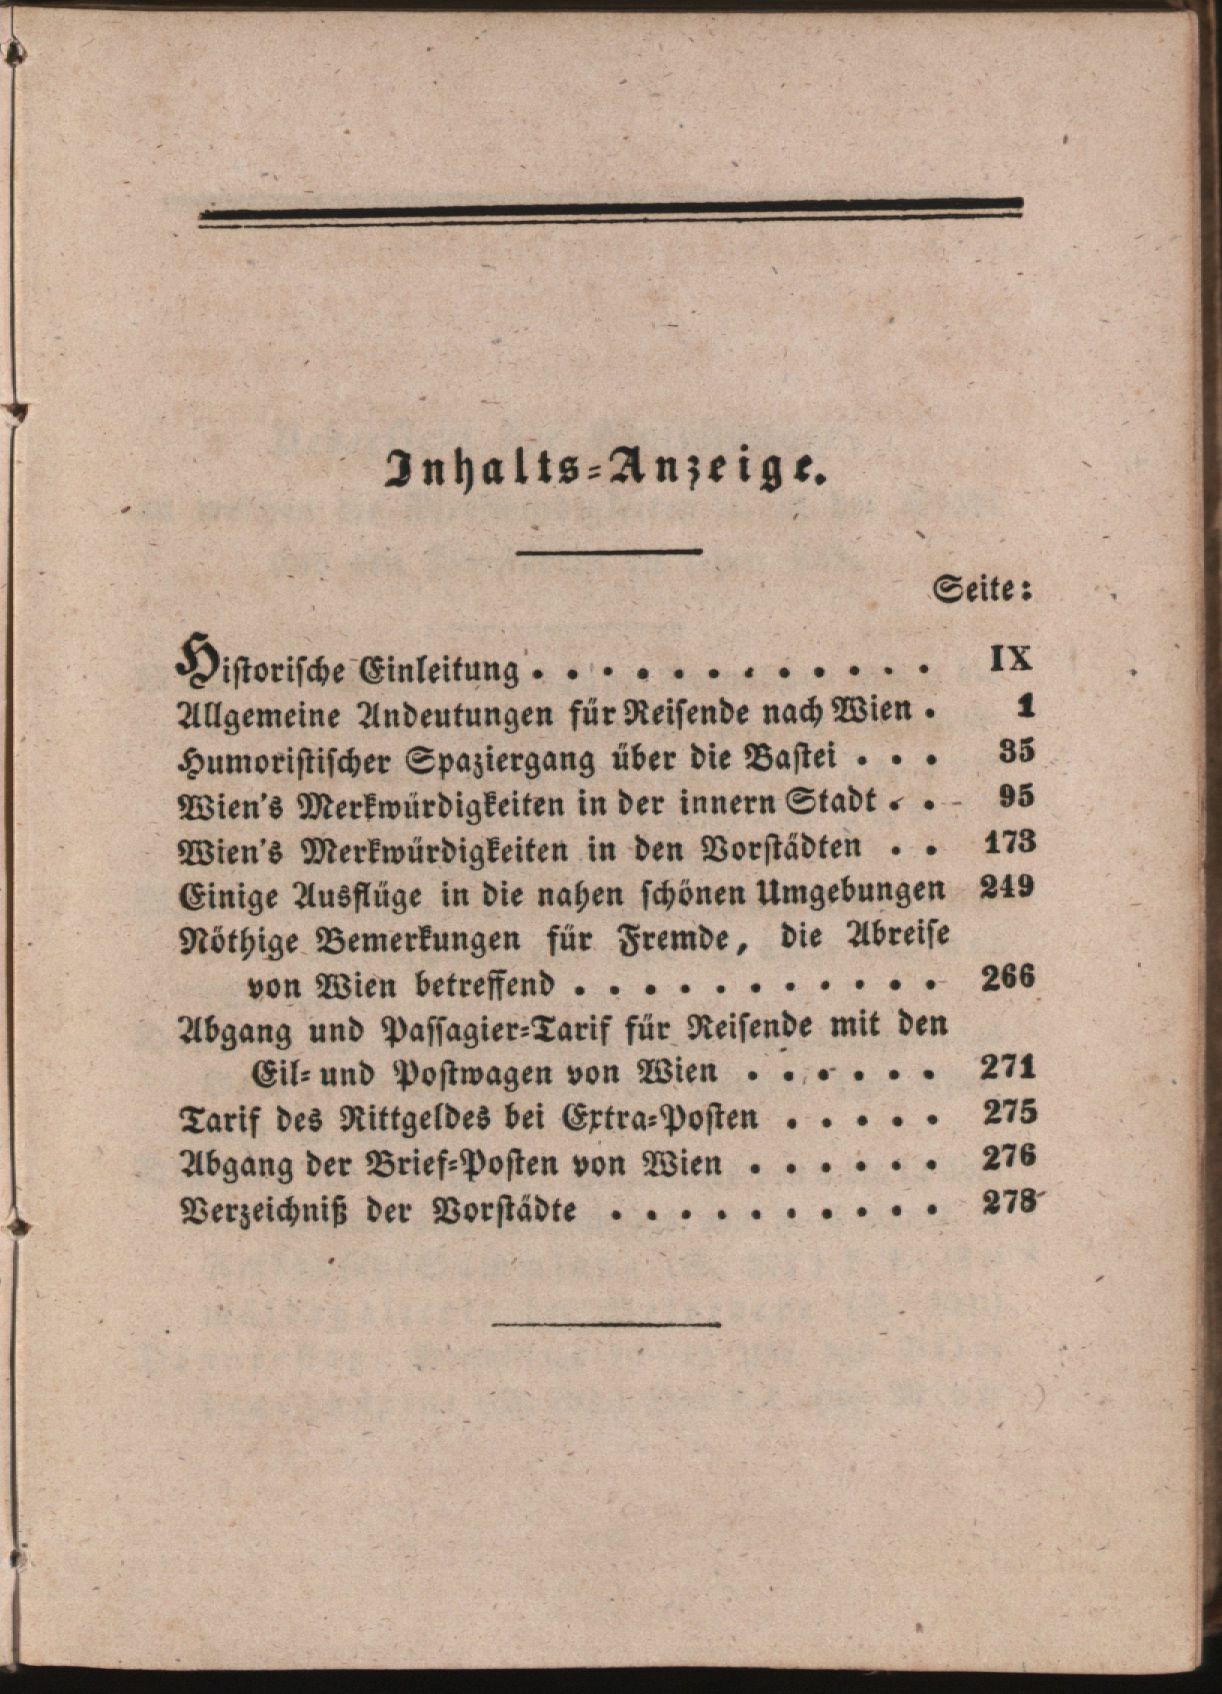 Inhalts-Anzeige.
Seite:
Historische Einleitung . . . . . . . . . . . . IX
Allgemeine Andeutungen für Reisende nach Wien . 1
Humoristischer Spaziergang über die Bastei . . . 35
Wien's Merkwürdigkeiten in der innern Stadt . . 95
Wien's Merkwürdigkeiten in den Vorstädten . . 173
Einige Ausflüge in die nahen schönen Umgebungen 249
Nöthige Bemerkungen für Fremde, die Abreise
von Wien betreffend . . . . . . . . . . . 266
Abgang und Passagier-Tarif für Reisende mit den
Eil- und Postwagen von Wien . . . . . . 271
Tarif des Rittgeldes bei Extra-Posten . . . . . 275
Abgang der Brief-Posten von Wien . . . . . . 276
Verzeichniß der Vorstädte . . . . . . . . . . 278